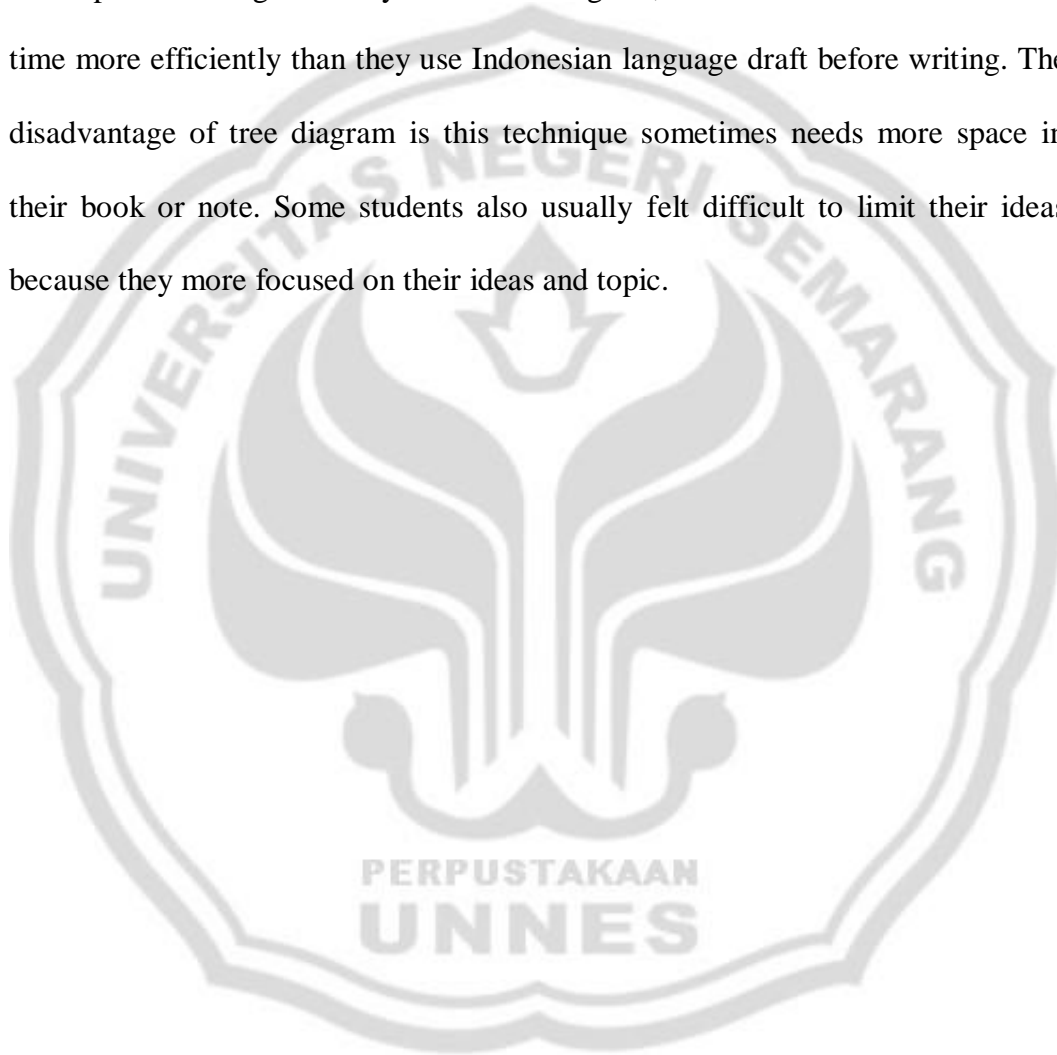 time more efficiently than they use Indonesian language draft before writing. The
disadvantage of tree diagram is this technique sometimes needs more space in
their book or note. Some students also usually felt difficult to limit their ideas
because they more focused on their ideas and topic.
UNIVERSITAS NEGERI SEMARANG
PERPUSTAKAAN
UNNES